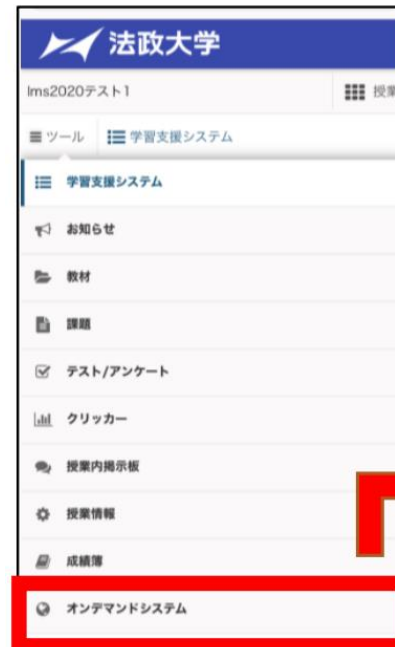 法政大学
lms2020テスト1
授業
ツール
学習支援システム
学習支援システム
お知らせ
教材
課題
テスト/アンケート
クリッカー
授業内掲示板
授業情報
成績簿
オンデマンドシステム